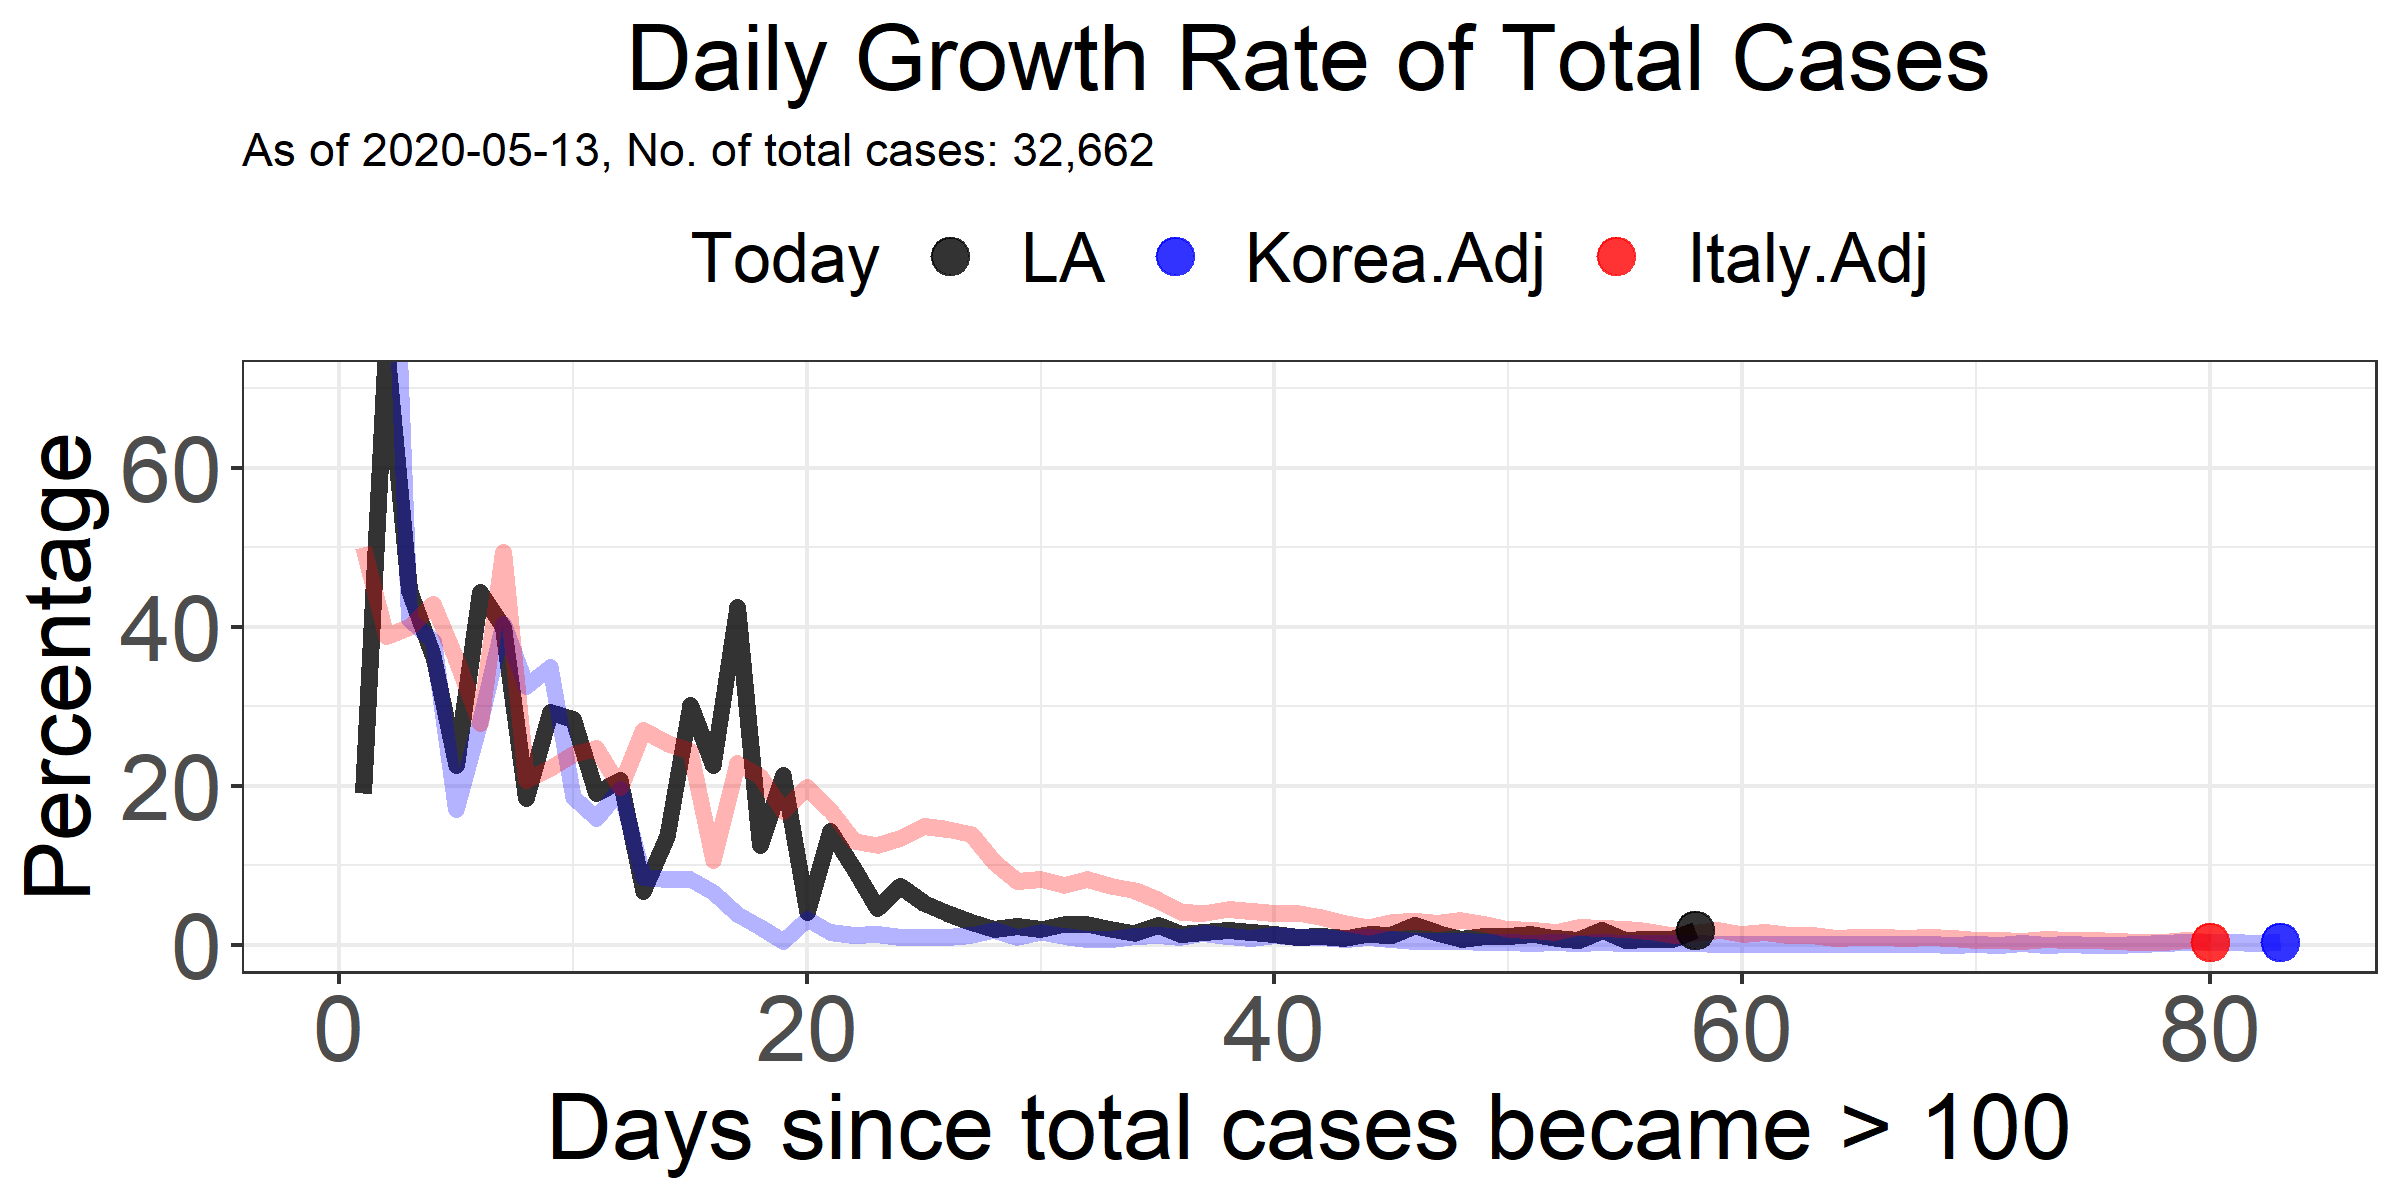 Daily Growth Rate of Total Cases
As of 2020-05-13, No. of total cases: 32,662
Today LA Korea.Adj Italy.Adj
Percentage
60
40
20
0
0 20 40 60 80
Days since total cases became > 100